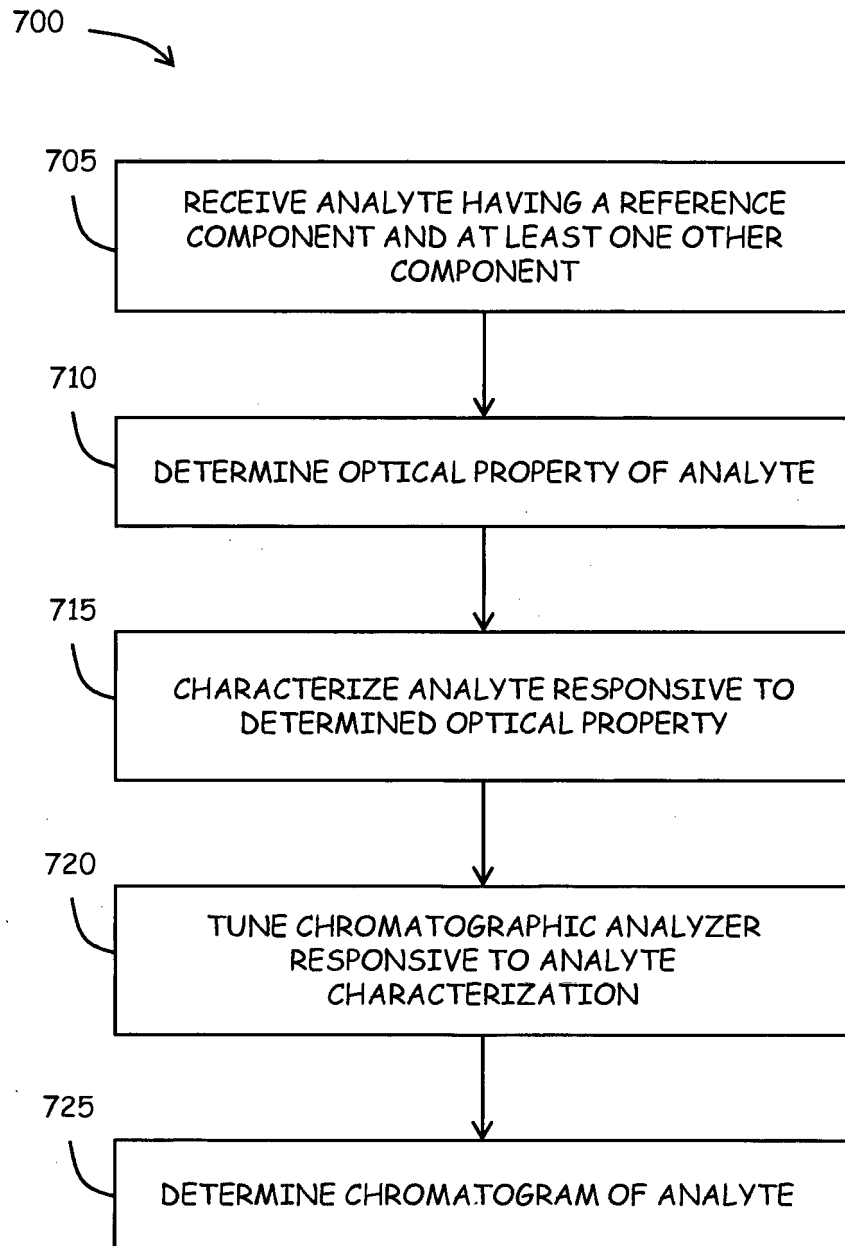 700
705
RECEIVE ANALYTE HAVING A REFERENCE
COMPONENT AND AT LEAST ONE OTHER
COMPONENT
710
DETERMINE OPTICAL PROPERTY OF ANALYTE
715
CHARACTERIZE ANALYTE RESPONSIVE TO
DETERMINED OPTICAL PROPERTY
720
TUNE CHROMATOGRAPHIC ANALYZER
RESPONSIVE TO ANALYTE
CHARACTERIZATION
725
DETERMINE CHROMATOGRAM OF ANALYTE